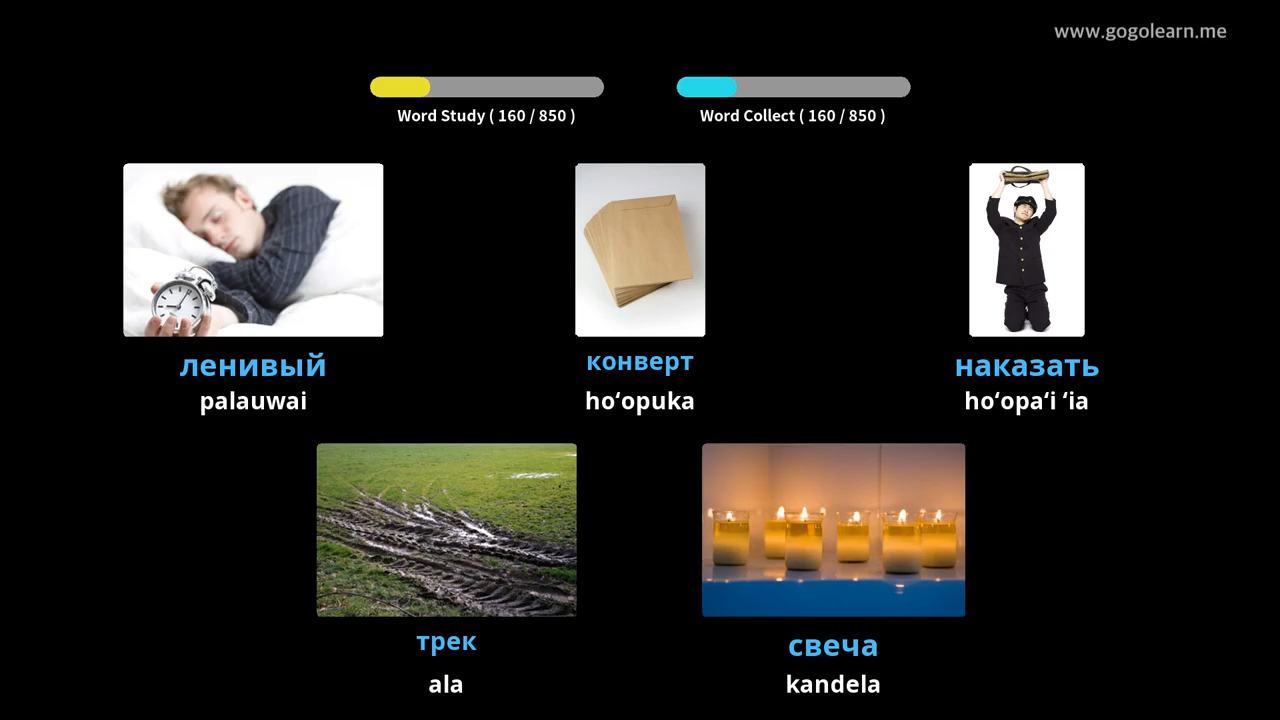 www.gogolearn.me
Word Study ( 160 / 850 )
Word Collect ( 160 / 850 )
ленивый
palauwai
конверт
hoʻopuka
наказать
hoʻopaʻi ʻia
трек
ala
свеча
kandela